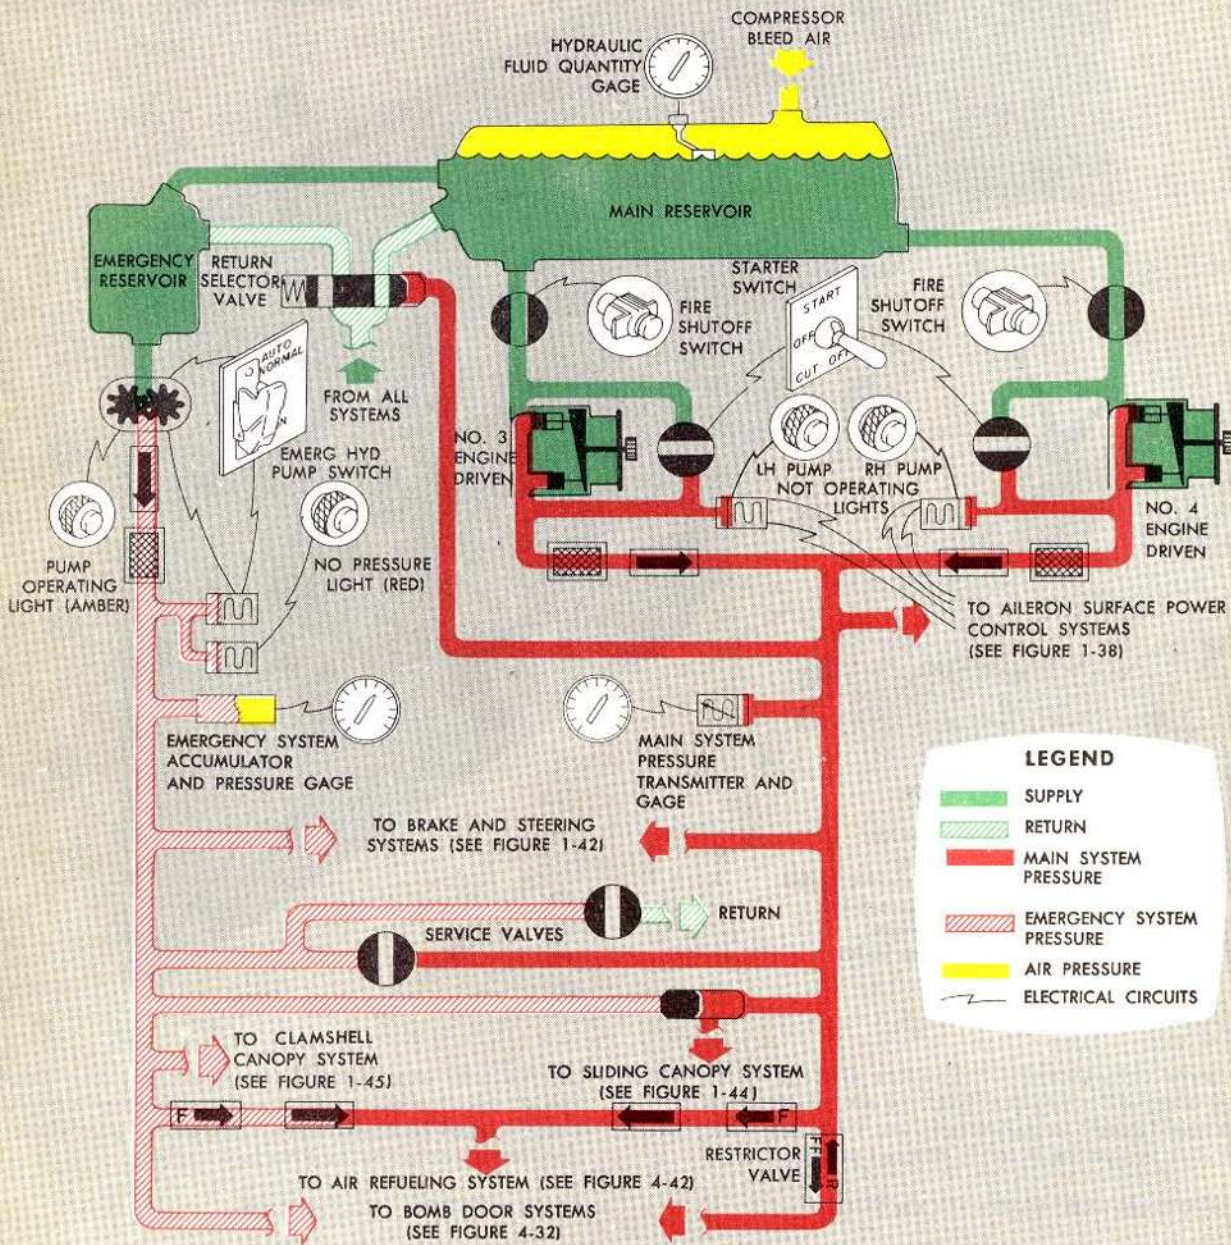 COMPRESSOR
BLEED AIR
HYDRAULIC
FLUID QUANTITY
GAGE
MAIN RESERVOIR
EMERGENCY
RESERVOIR
RETURN
SELECTOR
VALVE
STARTER
SWITCH
START
OFF
CUT OFF
FIRE
SHUTOFF
SWITCH
FIRE
SHUTOFF
SWITCH
AUTO
NORMAL
FROM ALL
SYSTEMS
EMERG HYD
PUMP SWITCH
NO. 3
ENGINE
DRIVEN
LH PUMP
RH PUMP
NOT OPERATING
LIGHTS
NO. 4
ENGINE
DRIVEN
PUMP
OPERATING
LIGHT (AMBER)
NO PRESSURE
LIGHT (RED)
TO AILERON SURFACE POWER
CONTROL SYSTEMS
(SEE FIGURE 1-38)
EMERGENCY SYSTEM
ACCUMULATOR
AND PRESSURE GAGE
MAIN SYSTEM
PRESSURE
TRANSMITTER AND
GAGE
TO BRAKE AND STEERING
SYSTEMS (SEE FIGURE 1-42)
RETURN
SERVICE VALVES
TO CLAMSHELL
CANOPY SYSTEM
(SEE FIGURE 1-45)
TO SLIDING CANOPY SYSTEM
(SEE FIGURE 1-44)
F
F
RESTRICTOR
VALVE
TO AIR REFUELING SYSTEM (SEE FIGURE 4-42)
TO BOMB DOOR SYSTEMS
(SEE FIGURE 4-32)
LEGEND
SUPPLY
RETURN
MAIN SYSTEM
PRESSURE
EMERGENCY SYSTEM
PRESSURE
AIR PRESSURE
ELECTRICAL CIRCUITS